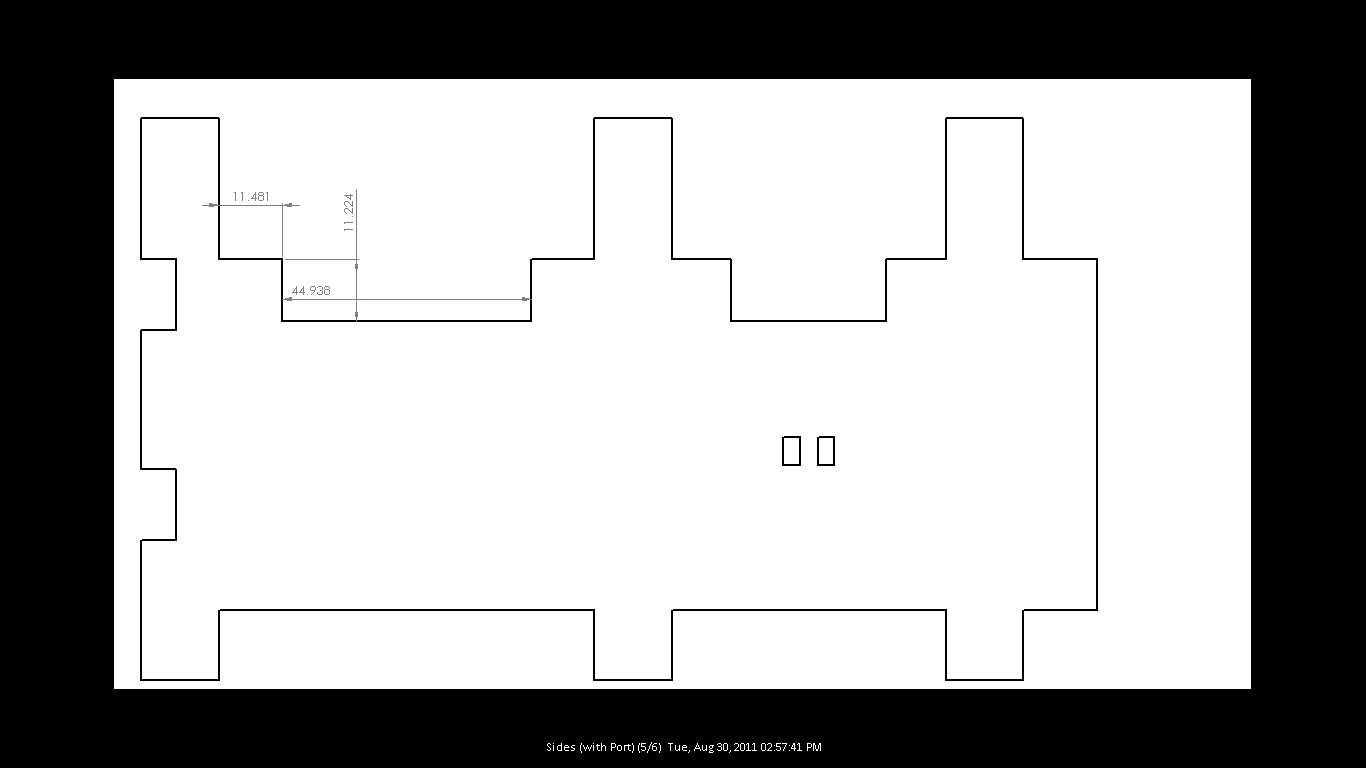 11.481
11.224
44.938
Sides (with Port) (5/6) Tue, Aug 30, 2011 02:57:41 PM